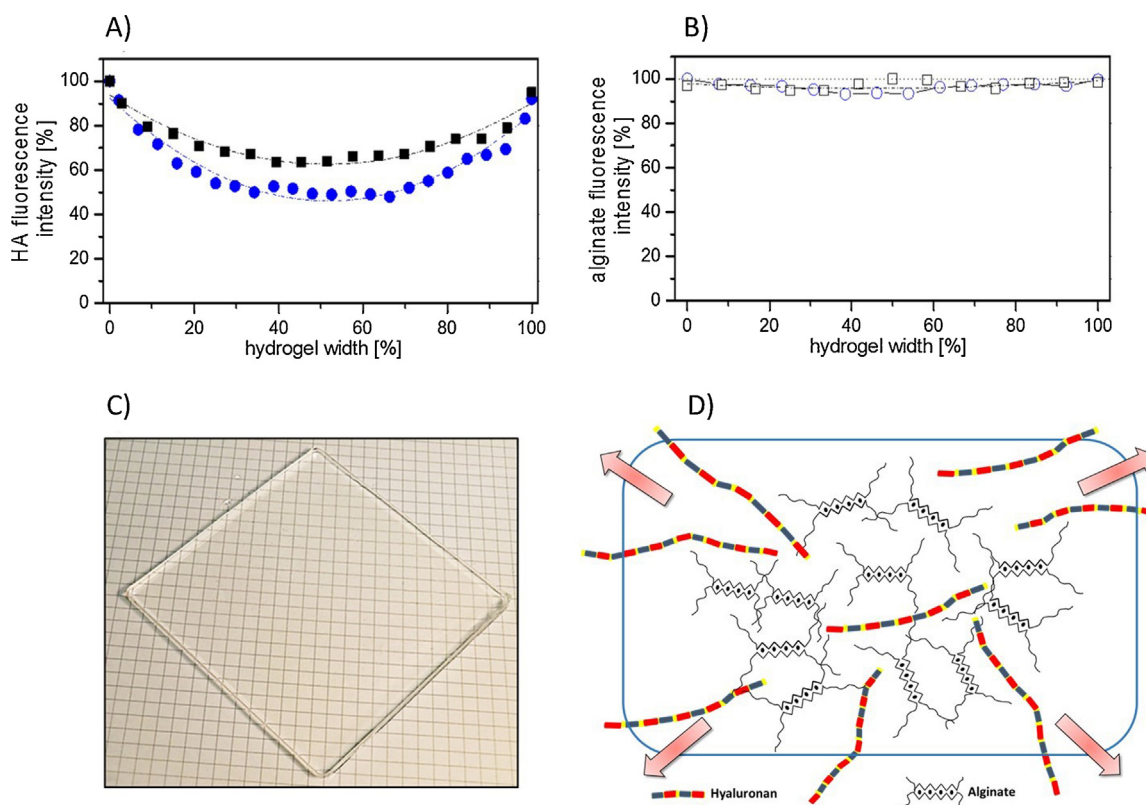 A)
HA fluorescence
intensity [%]
100
80
60
40
20
0
0 20 40 60 80 100
hydrogel width [%]
B)
alginate fluorescence
intensity [%]
100
80
60
40
20
0
0 20 40 60 80 100
hydrogel width [%]
C)
D)
Hyaluronan
Alginate